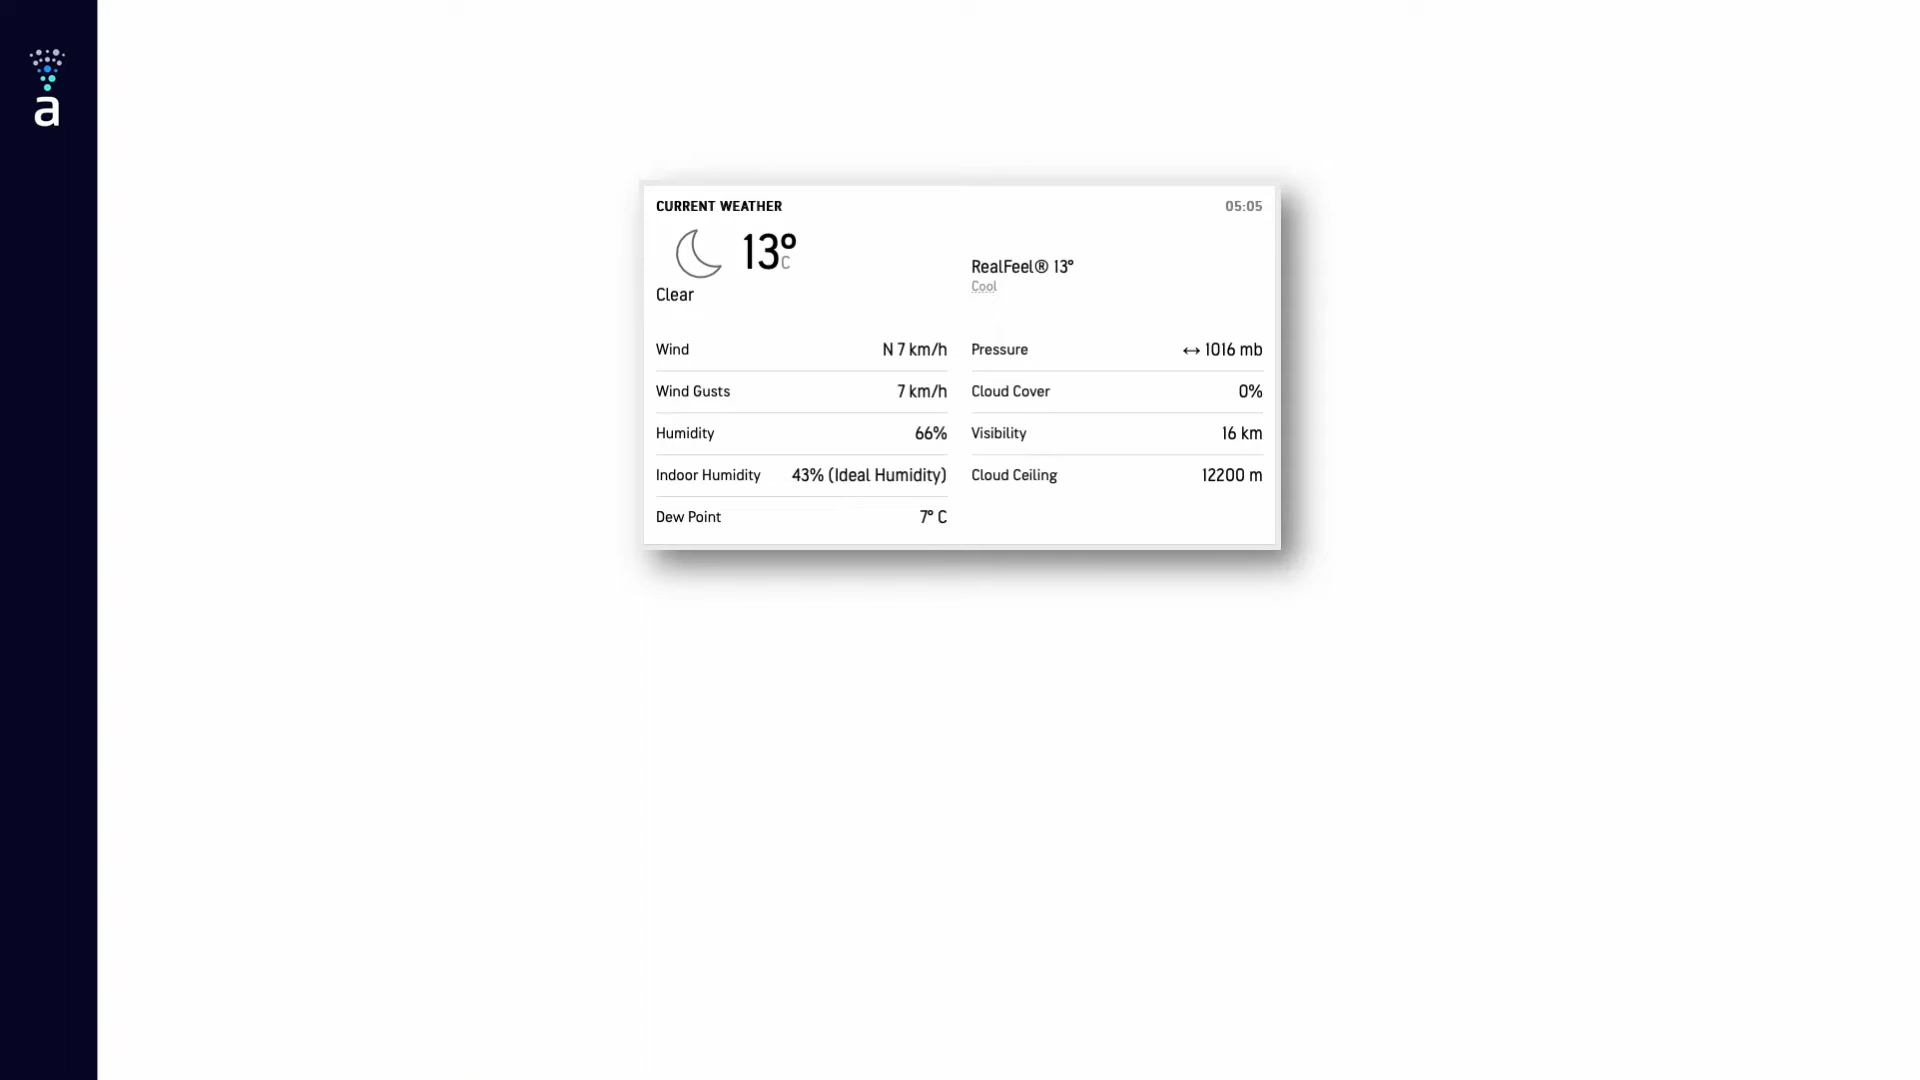 a
CURRENT WEATHER 05:05
13°C
RealFeel® 13°
Cool
Clear
Wind N 7 km/h
Wind Gusts 7 km/h
Humidity 66%
Indoor Humidity 43% (Ideal Humidity)
Dew Point 7° C
Pressure ↔ 1016 mb
Cloud Cover 0%
Visibility 16 km
Cloud Ceiling 12200 m